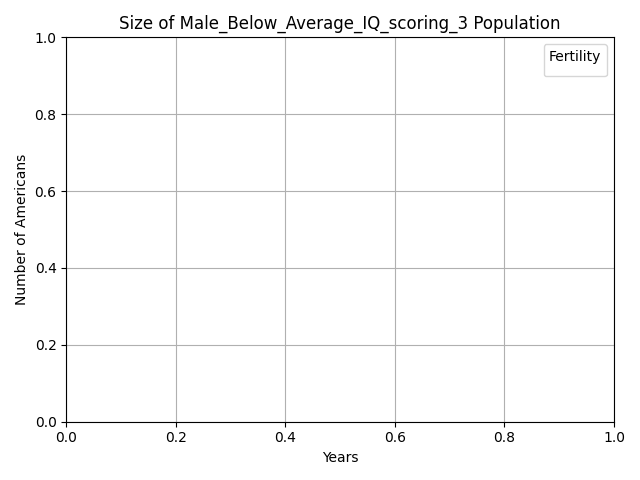 Size of Male_Below_Average_IQ_scoring_3 Population
1.0
Fertility
0.8
0.6
0.4
0.2
0.0
Number of Americans
0.0 0.2 0.4 0.6 0.8 1.0
Years